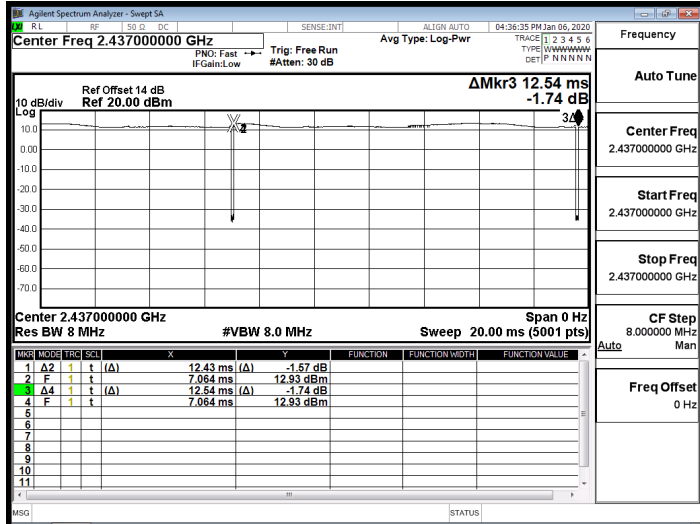 Agilent Spectrum Analyzer - Swept SA
LXI RL RF 50 Ω DC SENSE:INT ALIGN AUTO 04:36:35 PM Jan 06, 2020
Center Freq 2.437000000 GHz
PNO: Fast
IFGain:Low
Trig: Free Run
#Atten: 30 dB
Avg Type: Log-Pwr
TRACE 1 2 3 4 5 6
TYPE WWWWWW
DET P N N N N N
Ref Offset 14 dB
10 dB/div Ref 20.00 dBm
ΔMkr3 12.54 ms
-1.74 dB
Log
10.0
0.00
-10.0
-20.0
-30.0
-40.0
-50.0
-60.0
-70.0
2
3Δ4
Center 2.437000000 GHz Span 0 Hz
Res BW 8 MHz #VBW 8.0 MHz Sweep 20.00 ms (5001 pts)
MKR MODE TRC SCL X Y FUNCTION FUNCTION WIDTH FUNCTION VALUE
1 Δ2 1 t (Δ) 12.43 ms (Δ) -1.57 dB
2 F 1 t 7.064 ms 12.93 dBm
3 Δ4 1 t (Δ) 12.54 ms (Δ) -1.74 dB
4 F 1 t 7.064 ms 12.93 dBm
5
6
7
8
9
10
11
MSG STATUS
Frequency
Auto Tune
Center Freq
2.437000000 GHz
Start Freq
2.437000000 GHz
Stop Freq
2.437000000 GHz
CF Step
8.000000 MHz
Auto Man
Freq Offset
0 Hz